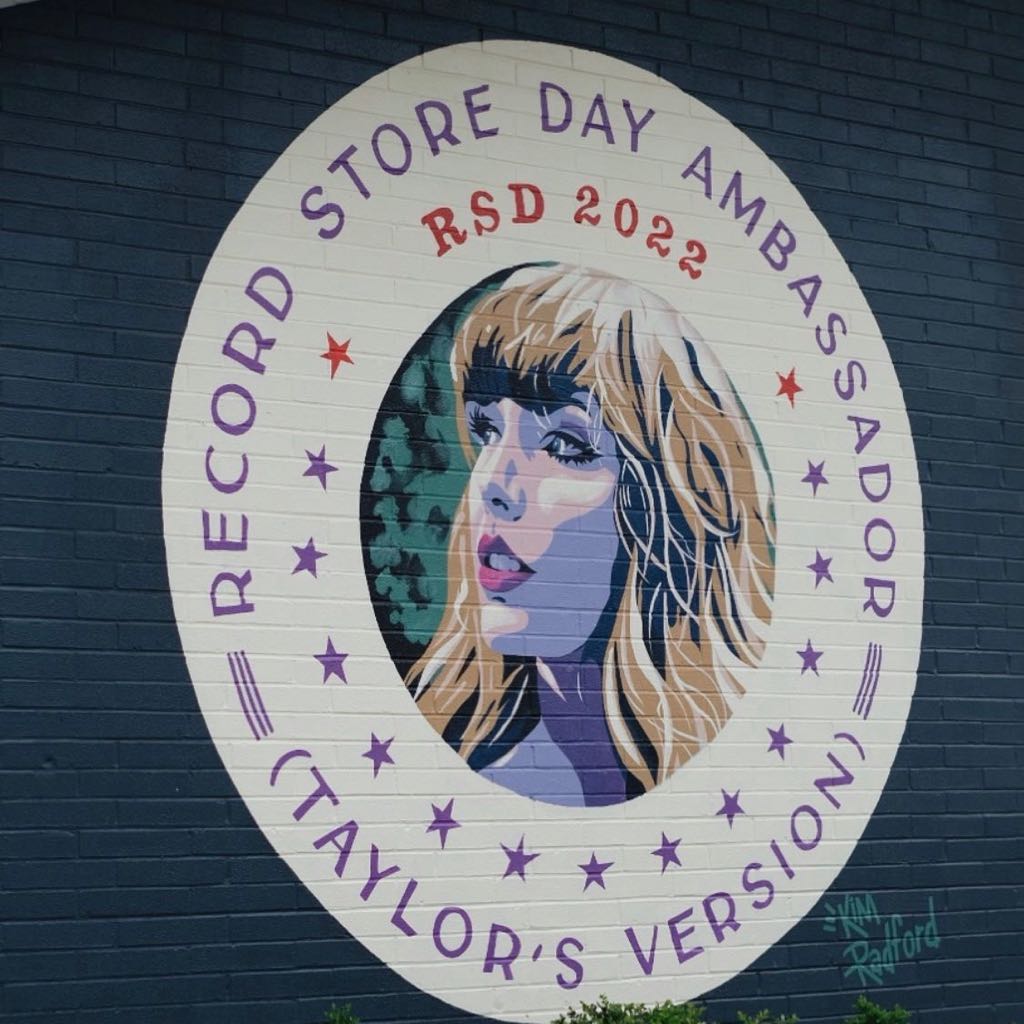 RECORD STORE DAY AMBASSADOR
RSD 2022
(TAYLOR'S VERSION)
KIM
Radford